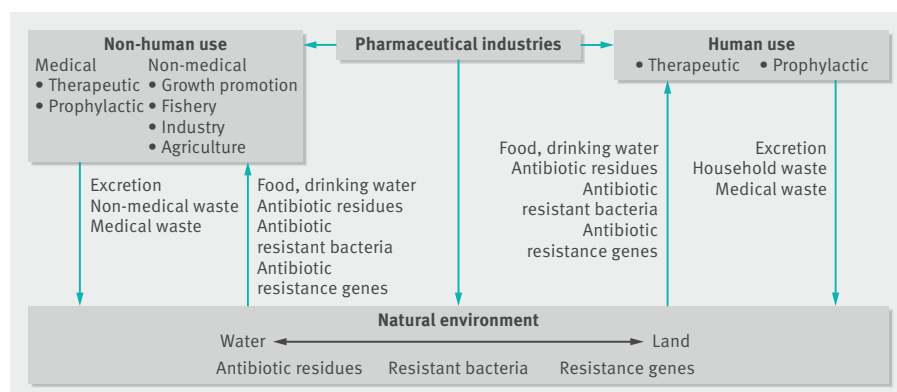 Non-human use
Medical
• Therapeutic
• Prophylactic
Non-medical
• Growth promotion
• Fishery
• Industry
• Agriculture
Pharmaceutical industries
Human use
• Therapeutic • Prophylactic
Excretion
Non-medical waste
Medical waste
Food, drinking water
Antibiotic residues
Antibiotic
resistant bacteria
Antibiotic
resistance genes
Food, drinking water
Antibiotic residues
Antibiotic
resistant bacteria
Antibiotic
resistance genes
Excretion
Household waste
Medical waste
Natural environment
Water Land
Antibiotic residues Resistant bacteria Resistance genes